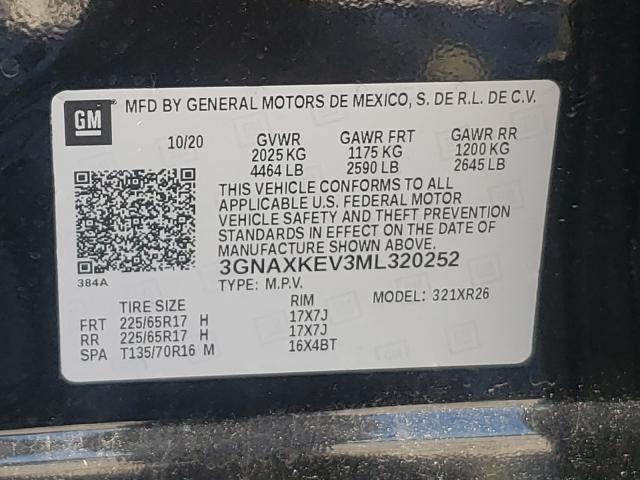 GM
MFD BY GENERAL MOTORS DE MEXICO, S. DE R.L. DE C.V.
10/20 GVWR GAWR FRT GAWR RR
2025 KG 1175 KG 1200 KG
4464 LB 2590 LB 2645 LB
THIS VEHICLE CONFORMS TO ALL
APPLICABLE U.S. FEDERAL MOTOR
VEHICLE SAFETY AND THEFT PREVENTION
STANDARDS IN EFFECT ON THE DATE OF
MANUFACTURE SHOWN ABOVE.
3GNAXKEV3ML320252
384A
TYPE: M.P.V. MODEL: 321XR26
TIRE SIZE RIM
FRT 225/65R17 H 17X7J
RR 225/65R17 H 17X7J
SPA T135/70R16 M 16X4BT